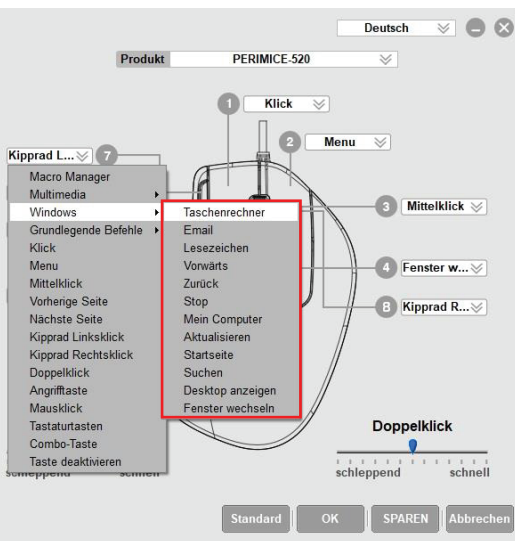 Deutsch
Produkt PERIMICE-520
1 Klick
2 Menu
Kipprad L... 7
3 Mittelklick
4 Fenster w...
8 Kipprad R...
Macro Manager
Multimedia
Windows
Grundlegende Befehle
Klick
Menu
Mittelklick
Vorherige Seite
Nächste Seite
Kipprad Linksklick
Kipprad Rechtsklick
Doppelklick
Angrifftaste
Mausklick
Tastaturtasten
Combo-Taste
Taste deaktivieren
Taschenrechner
Email
Lesezeichen
Vorwärts
Zurück
Stop
Mein Computer
Aktualisieren
Startseite
Suchen
Desktop anzeigen
Fenster wechseln
Doppelklick
schleppend schnell
schleppend schnell
Standard OK SPAREN Abbrechen